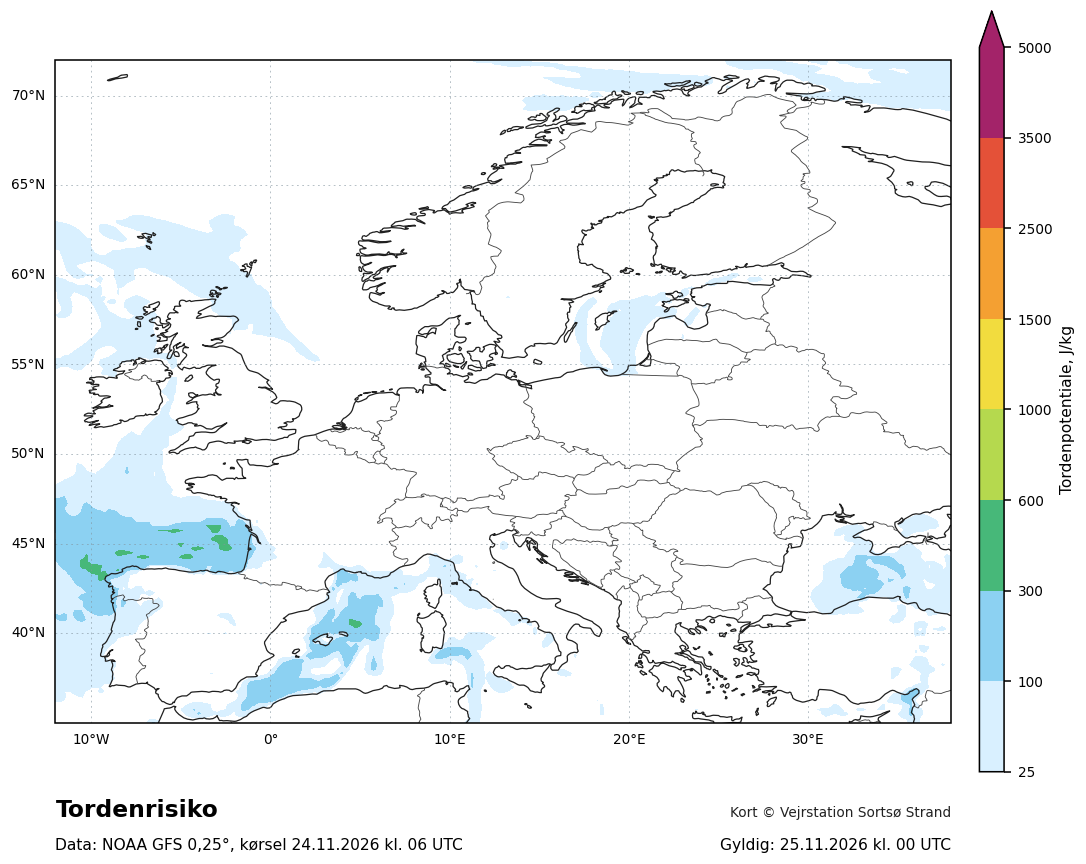 70°N
65°N
60°N
55°N
50°N
45°N
40°N
10°W
0°
10°E
20°E
30°E
5000
3500
2500
1500
1000
600
300
100
25
Tordenpotentiale, J/kg
Tordenrisiko
Kort © Vejrstation Sortsø Strand
Data: NOAA GFS 0,25°, kørsel 24.11.2026 kl. 06 UTC
Gyldig: 25.11.2026 kl. 00 UTC